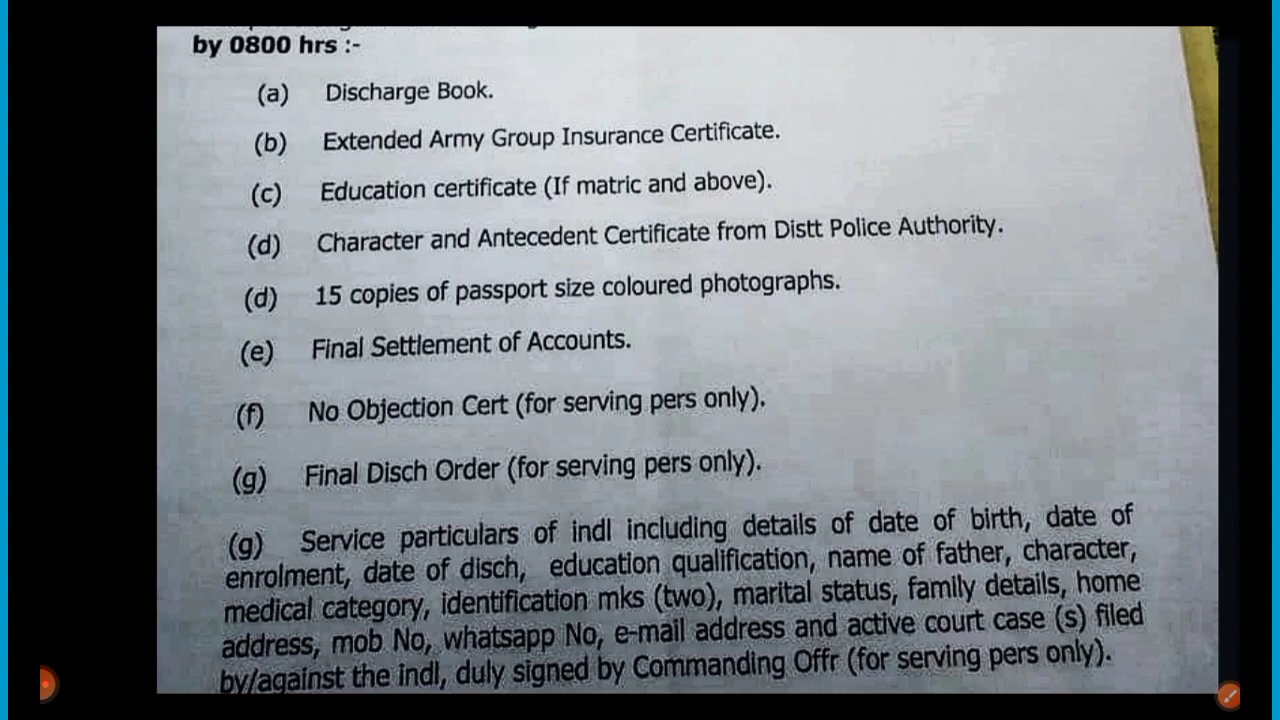 by 0800 hrs :-
(a) Discharge Book.
(b) Extended Army Group Insurance Certificate.
(c) Education certificate (If matric and above).
(d) Character and Antecedent Certificate from Distt Police Authority.
(d) 15 copies of passport size coloured photographs.
(e) Final Settlement of Accounts.
(f) No Objection Cert (for serving pers only).
(g) Final Disch Order (for serving pers only).
(g) Service particulars of indl including details of date of birth, date of
enrolment, date of disch, education qualification, name of father, character,
medical category, identification mks (two), marital status, family details, home
address, mob No, whatsapp No, e-mail address and active court case (s) filed
by/against the indl, duly signed by Commanding Offr (for serving pers only).